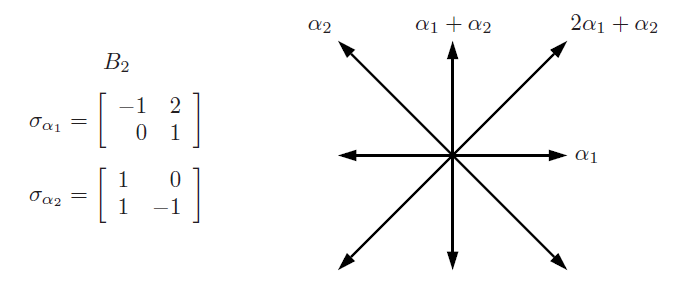 α₂
α₁ + α₂
2α₁ + α₂
B₂
σ_{α₁} = [ −1 2
0 1 ]
α₁
σ_{α₂} = [ 1 0
1 −1 ]